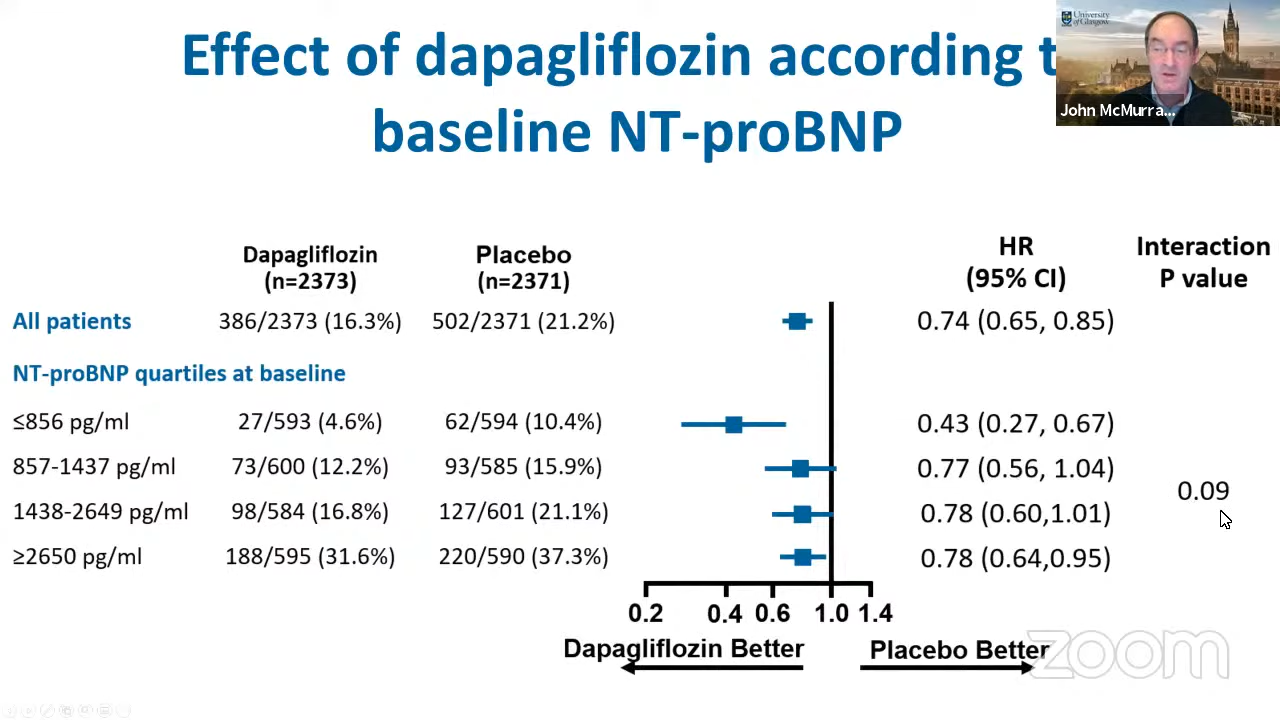 Effect of dapagliflozin according t
baseline NT-proBNP
University
of Glasgow
John McMurra...
Dapagliflozin
(n=2373)
Placebo
(n=2371)
HR
(95% CI)
Interaction
P value
All patients 386/2373 (16.3%) 502/2371 (21.2%) 0.74 (0.65, 0.85)
NT-proBNP quartiles at baseline
≤856 pg/ml 27/593 (4.6%) 62/594 (10.4%) 0.43 (0.27, 0.67)
857-1437 pg/ml 73/600 (12.2%) 93/585 (15.9%) 0.77 (0.56, 1.04)
0.09
1438-2649 pg/ml 98/584 (16.8%) 127/601 (21.1%) 0.78 (0.60,1.01)
≥2650 pg/ml 188/595 (31.6%) 220/590 (37.3%) 0.78 (0.64,0.95)
0.2 0.4 0.6 1.0 1.4
Dapagliflozin Better Placebo Better
zoom